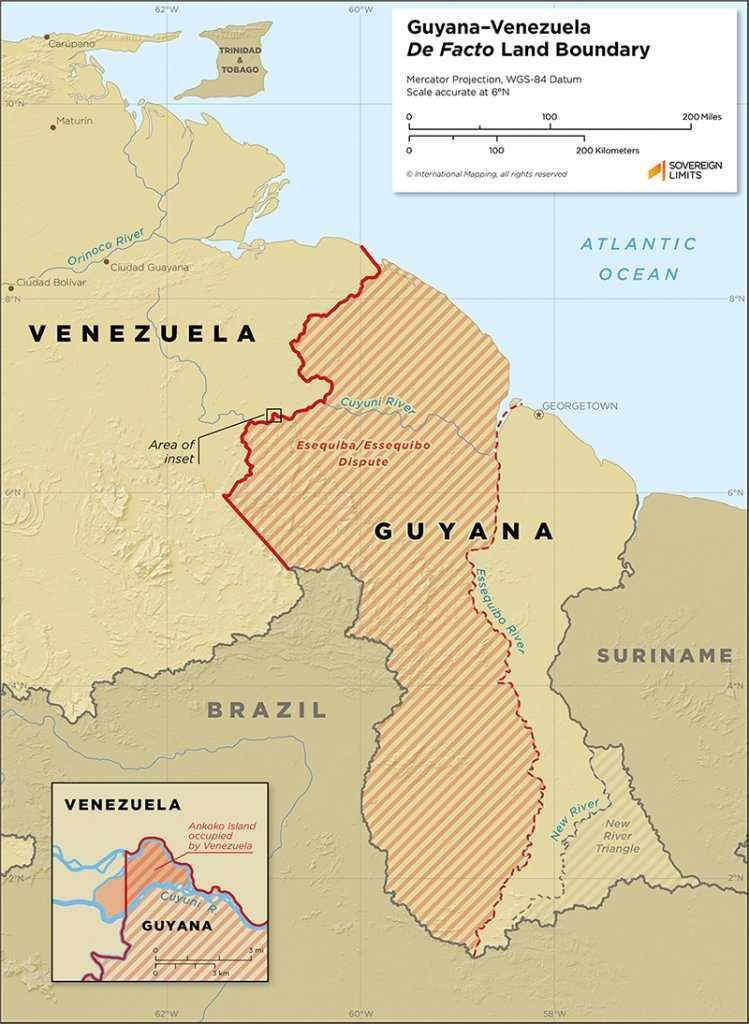 62°W
60°W
58°W
Guyana–Venezuela
De Facto Land Boundary
Mercator Projection, WGS-84 Datum
Scale accurate at 6°N
0 100 200 Miles
0 100 200 Kilometers
© International Mapping, all rights reserved
SOVEREIGN
LIMITS
Carúpano
TRINIDAD
&
TOBAGO
10°N
Maturín
Orinoco River
Ciudad Guayana
Ciudad Bolívar
ATLANTIC
OCEAN
8°N
8°N
VENEZUELA
Cuyuni River
GEORGETOWN
Area of
inset
Esequiba/Essequibo
Dispute
6°N
6°N
GUYANA
Essequibo River
SURINAME
4°N
4°N
BRAZIL
New River
New
River
Triangle
2°N
2°N
VENEZUELA
Ankoko Island
occupied
by Venezuela
Cuyuni R.
GUYANA
0 3 mi
0 3 km
62°W
60°W
58°W